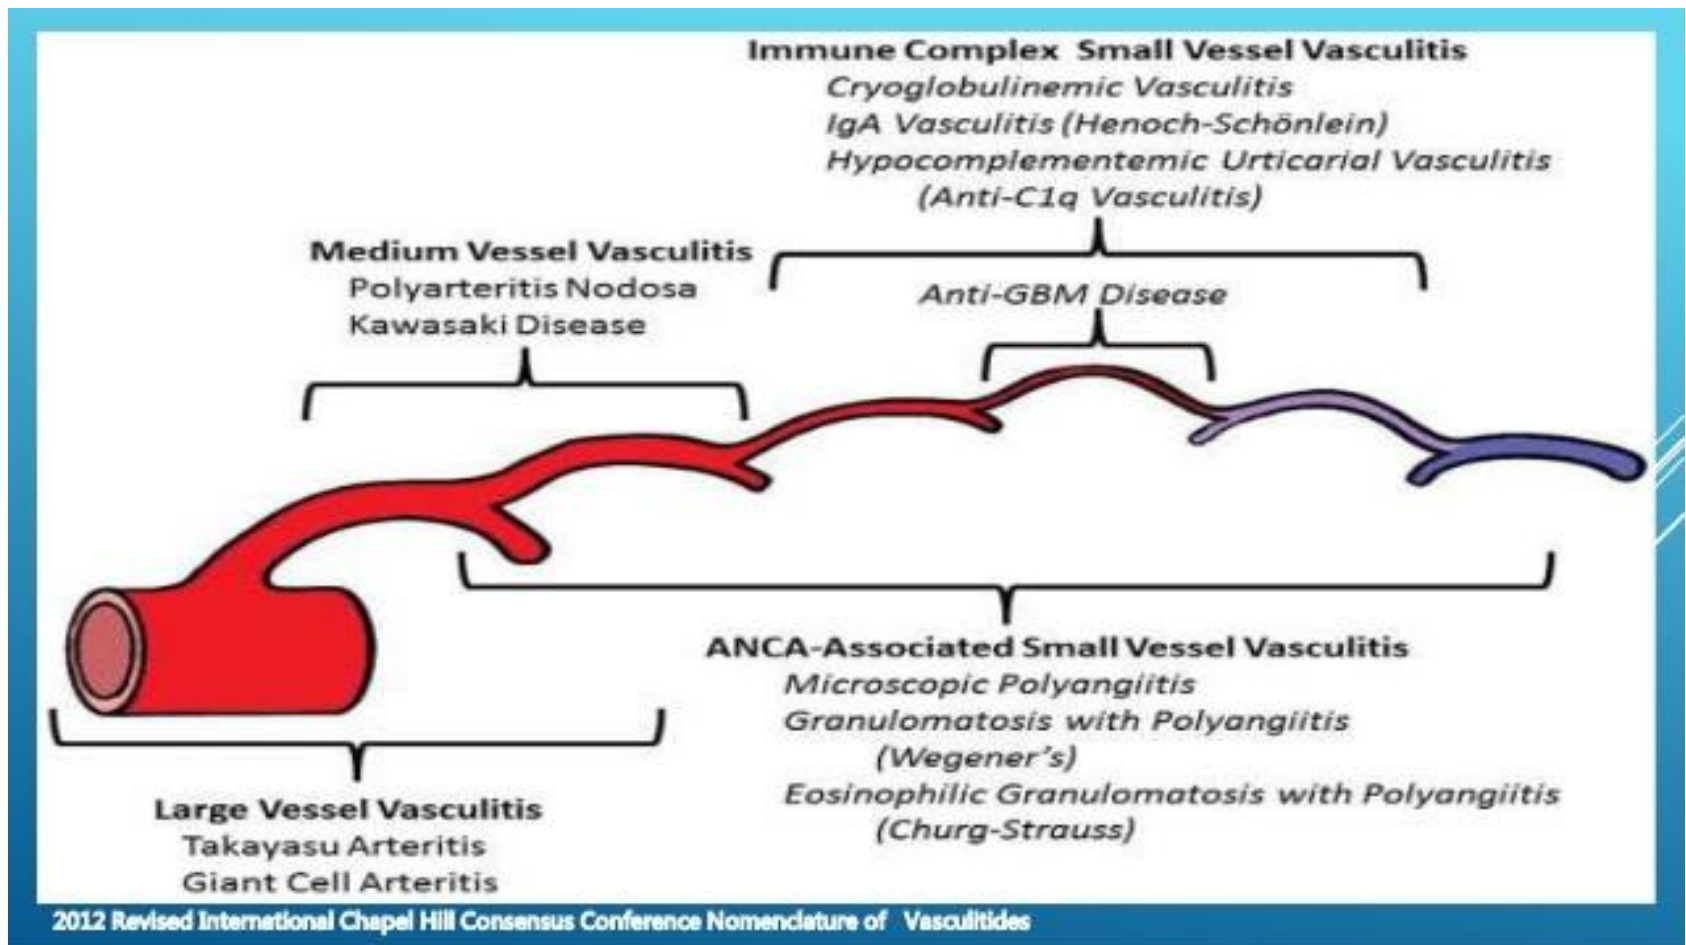 Immune Complex Small Vessel Vasculitis
Cryoglobulinemic Vasculitis
IgA Vasculitis (Henoch-Schönlein)
Hypocomplementemic Urticarial Vasculitis
(Anti-C1q Vasculitis)
Medium Vessel Vasculitis
Polyarteritis Nodosa
Kawasaki Disease
Anti-GBM Disease
ANCA-Associated Small Vessel Vasculitis
Microscopic Polyangiitis
Granulomatosis with Polyangiitis
(Wegener's)
Eosinophilic Granulomatosis with Polyangiitis
(Churg-Strauss)
Large Vessel Vasculitis
Takayasu Arteritis
Giant Cell Arteritis
2012 Revised International Chapel Hill Consensus Conference Nomenclature of Vasculitides